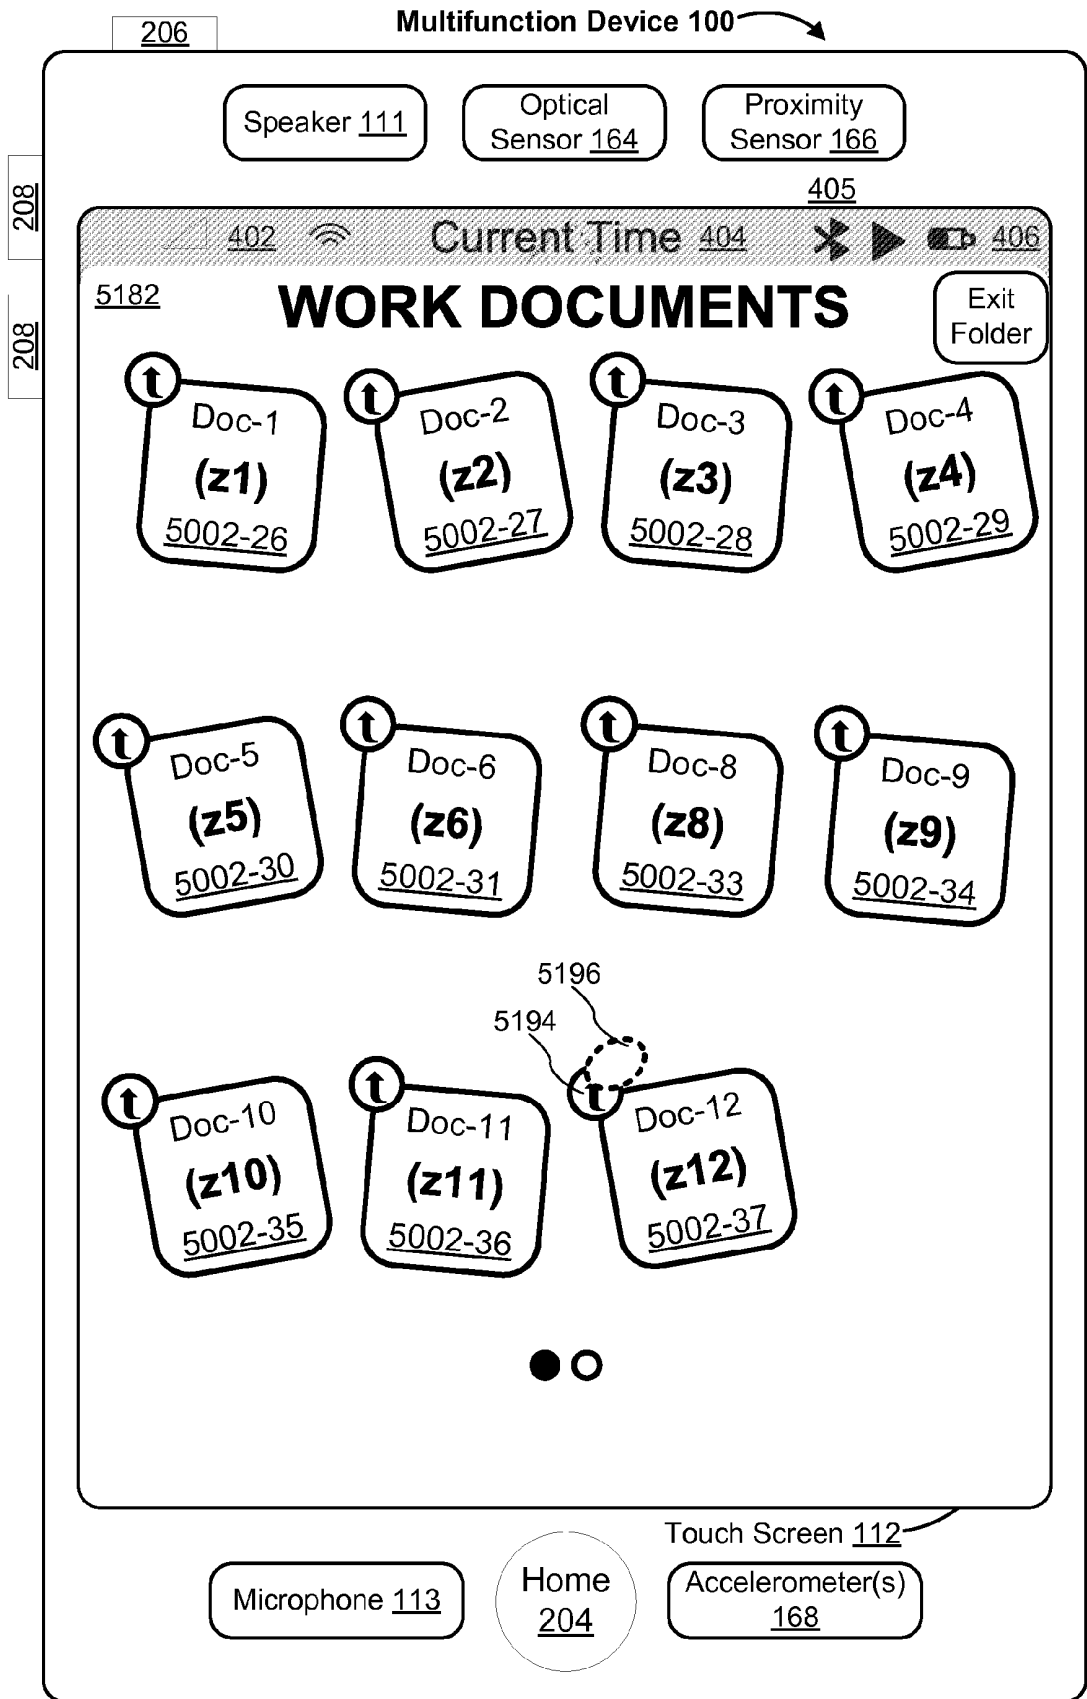 Multifunction Device 100
206
Speaker 111
Optical
Sensor 164
Proximity
Sensor 166
208
405
402
Current Time 404
406
5182
WORK DOCUMENTS
Exit
Folder
208
Doc-1
(z1)
5002-26
Doc-2
(z2)
5002-27
Doc-3
(z3)
5002-28
Doc-4
(z4)
5002-29
Doc-5
(z5)
5002-30
Doc-6
(z6)
5002-31
Doc-8
(z8)
5002-33
Doc-9
(z9)
5002-34
5196
5194
Doc-10
(z10)
5002-35
Doc-11
(z11)
5002-36
Doc-12
(z12)
5002-37
Touch Screen 112
Microphone 113
Home
204
Accelerometer(s)
168